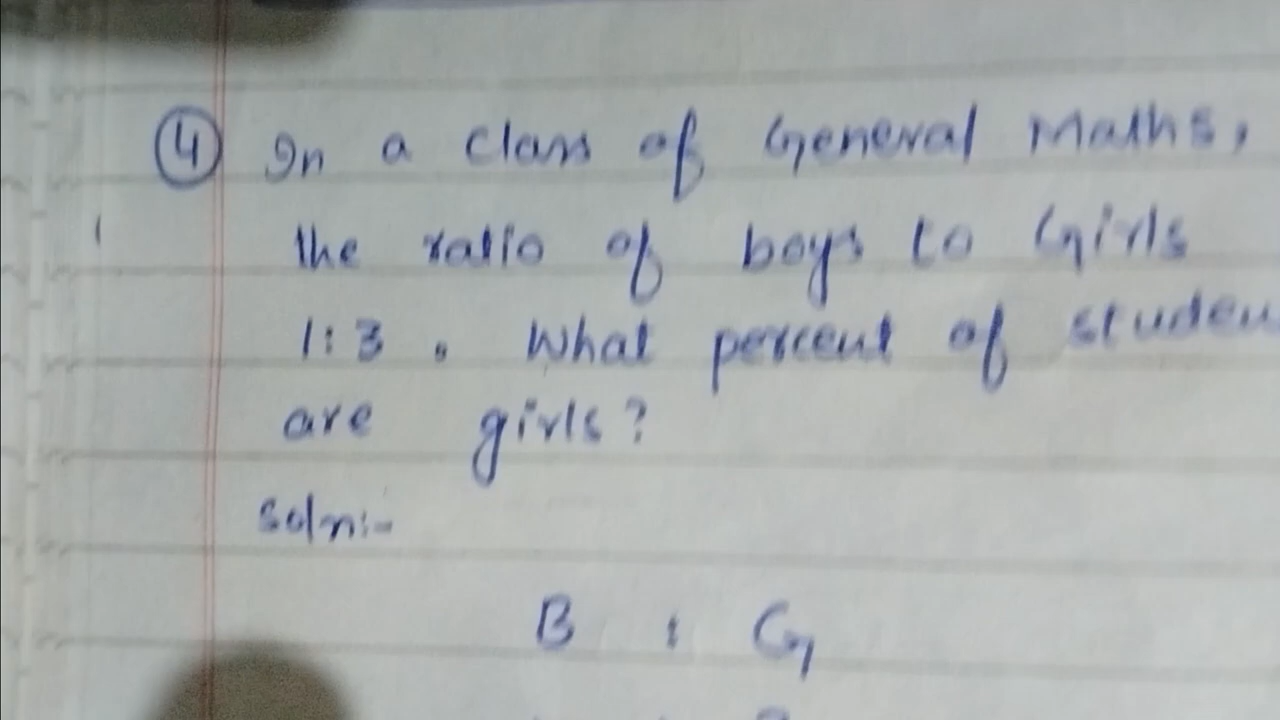 4 In a class of General Maths,
the ratio of boys to Girls
1:3 . What percent of studen
are girls?
Soln:-
B : G